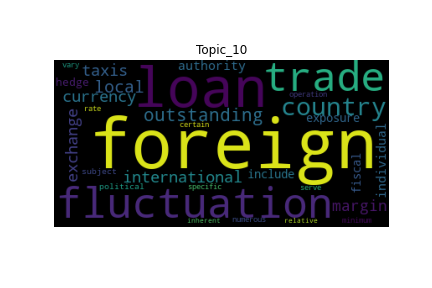 Topic_10
vary
authority
hedge
taxis
loan
trade
local
operation
currency
country
rate
outstanding
exposure
certain
exchange
foreign
individual
subject
international
include
fiscal
political
specific
serve
fluctuation
margin
inherent
numerous
relative
minimum